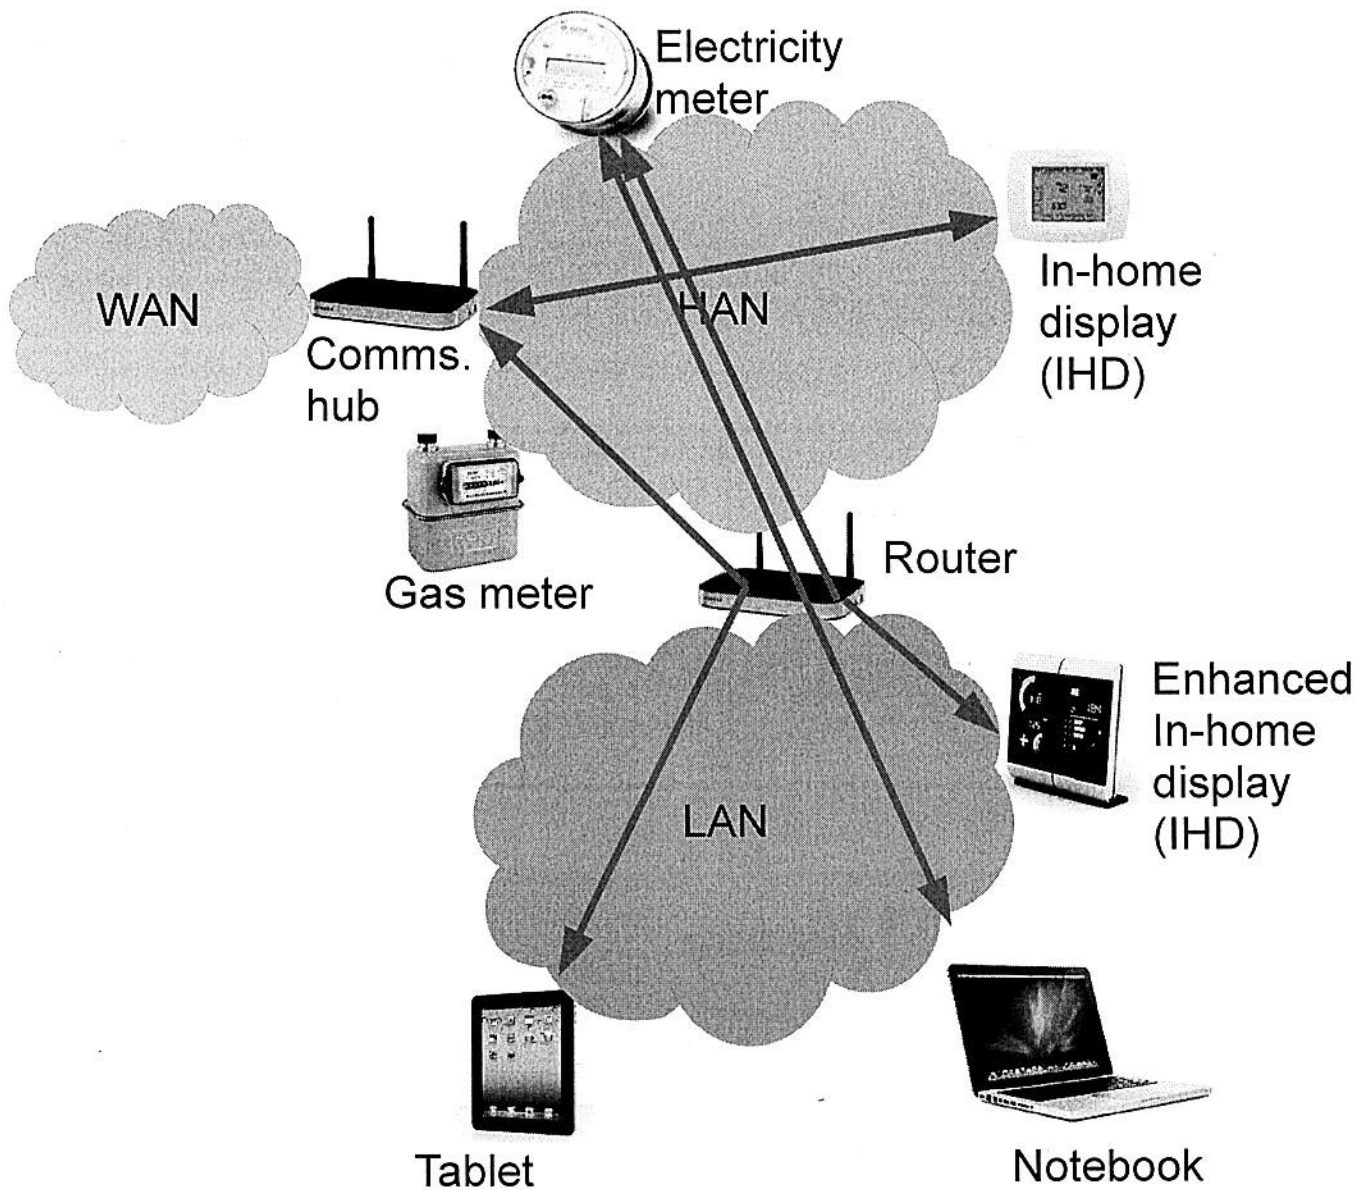 Electricity
meter
WAN
HAN
In-home
display
(IHD)
Comms.
hub
Gas meter
Router
Enhanced
In-home
display
(IHD)
LAN
Tablet
Notebook